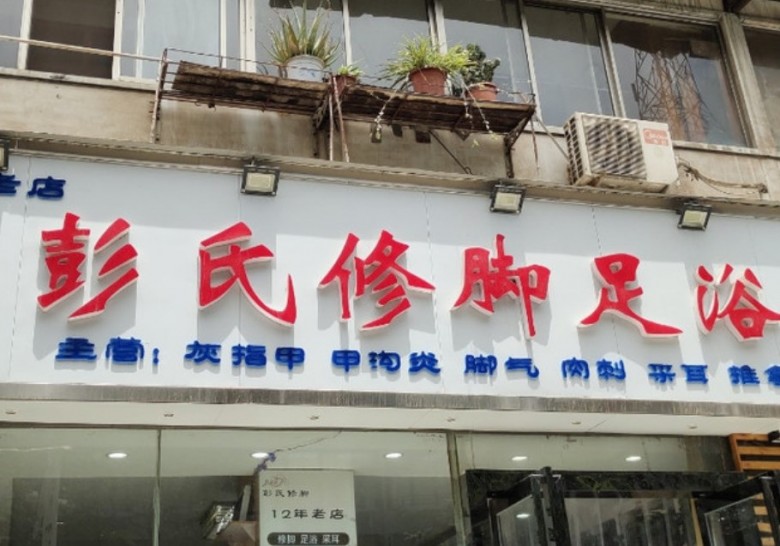 老店
彭氏修脚足浴
主营：灰指甲 甲沟炎 脚气 肉刺 采耳 推
彭氏修脚
12年老店
修脚 足浴 采耳